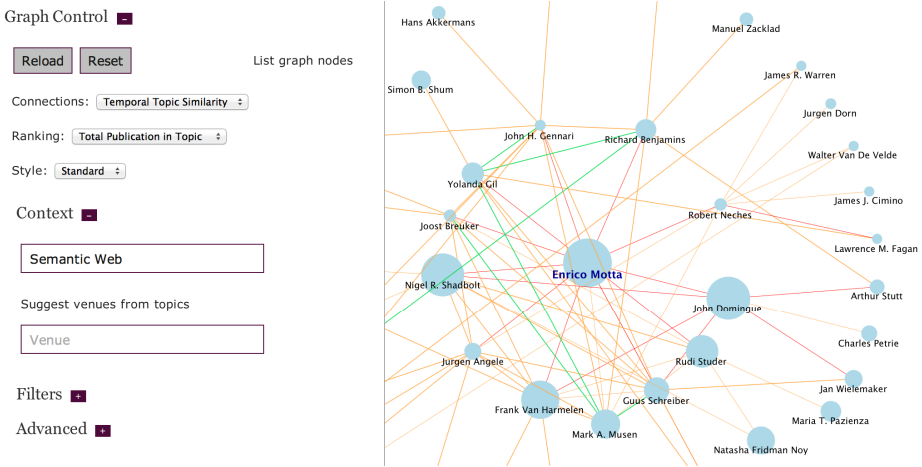 Graph Control −
Reload Reset List graph nodes
Connections: Temporal Topic Similarity
Ranking: Total Publication in Topic
Style: Standard
Context −
Semantic Web
Suggest venues from topics
Venue
Filters +
Advanced +
Hans Akkermans
Manuel Zacklad
James R. Warren
Simon B. Shum
Jurgen Dorn
John H. Gennari
Richard Benjamins
Walter Van De Velde
Yolanda Gil
James J. Cimino
Robert Neches
Joost Breuker
Lawrence M. Fagan
Enrico Motta
Nigel R. Shadbolt
Arthur Stutt
John Domingue
Charles Petrie
Jurgen Angele
Rudi Studer
Jan Wielemaker
Guus Schreiber
Frank Van Harmelen
Maria T. Pazienza
Mark A. Musen
Natasha Fridman Noy